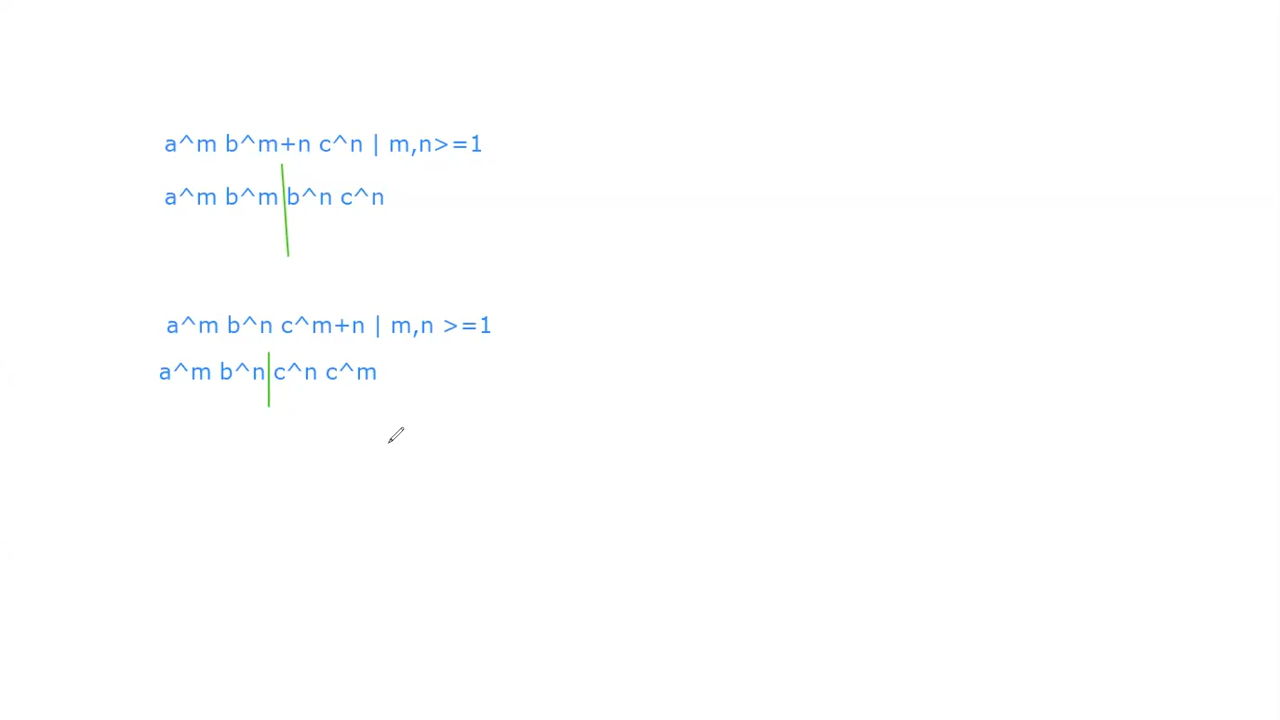 a^m b^m+n c^n | m,n>=1
a^m b^m b^n c^n
a^m b^n c^m+n | m,n >=1
a^m b^n c^n c^m